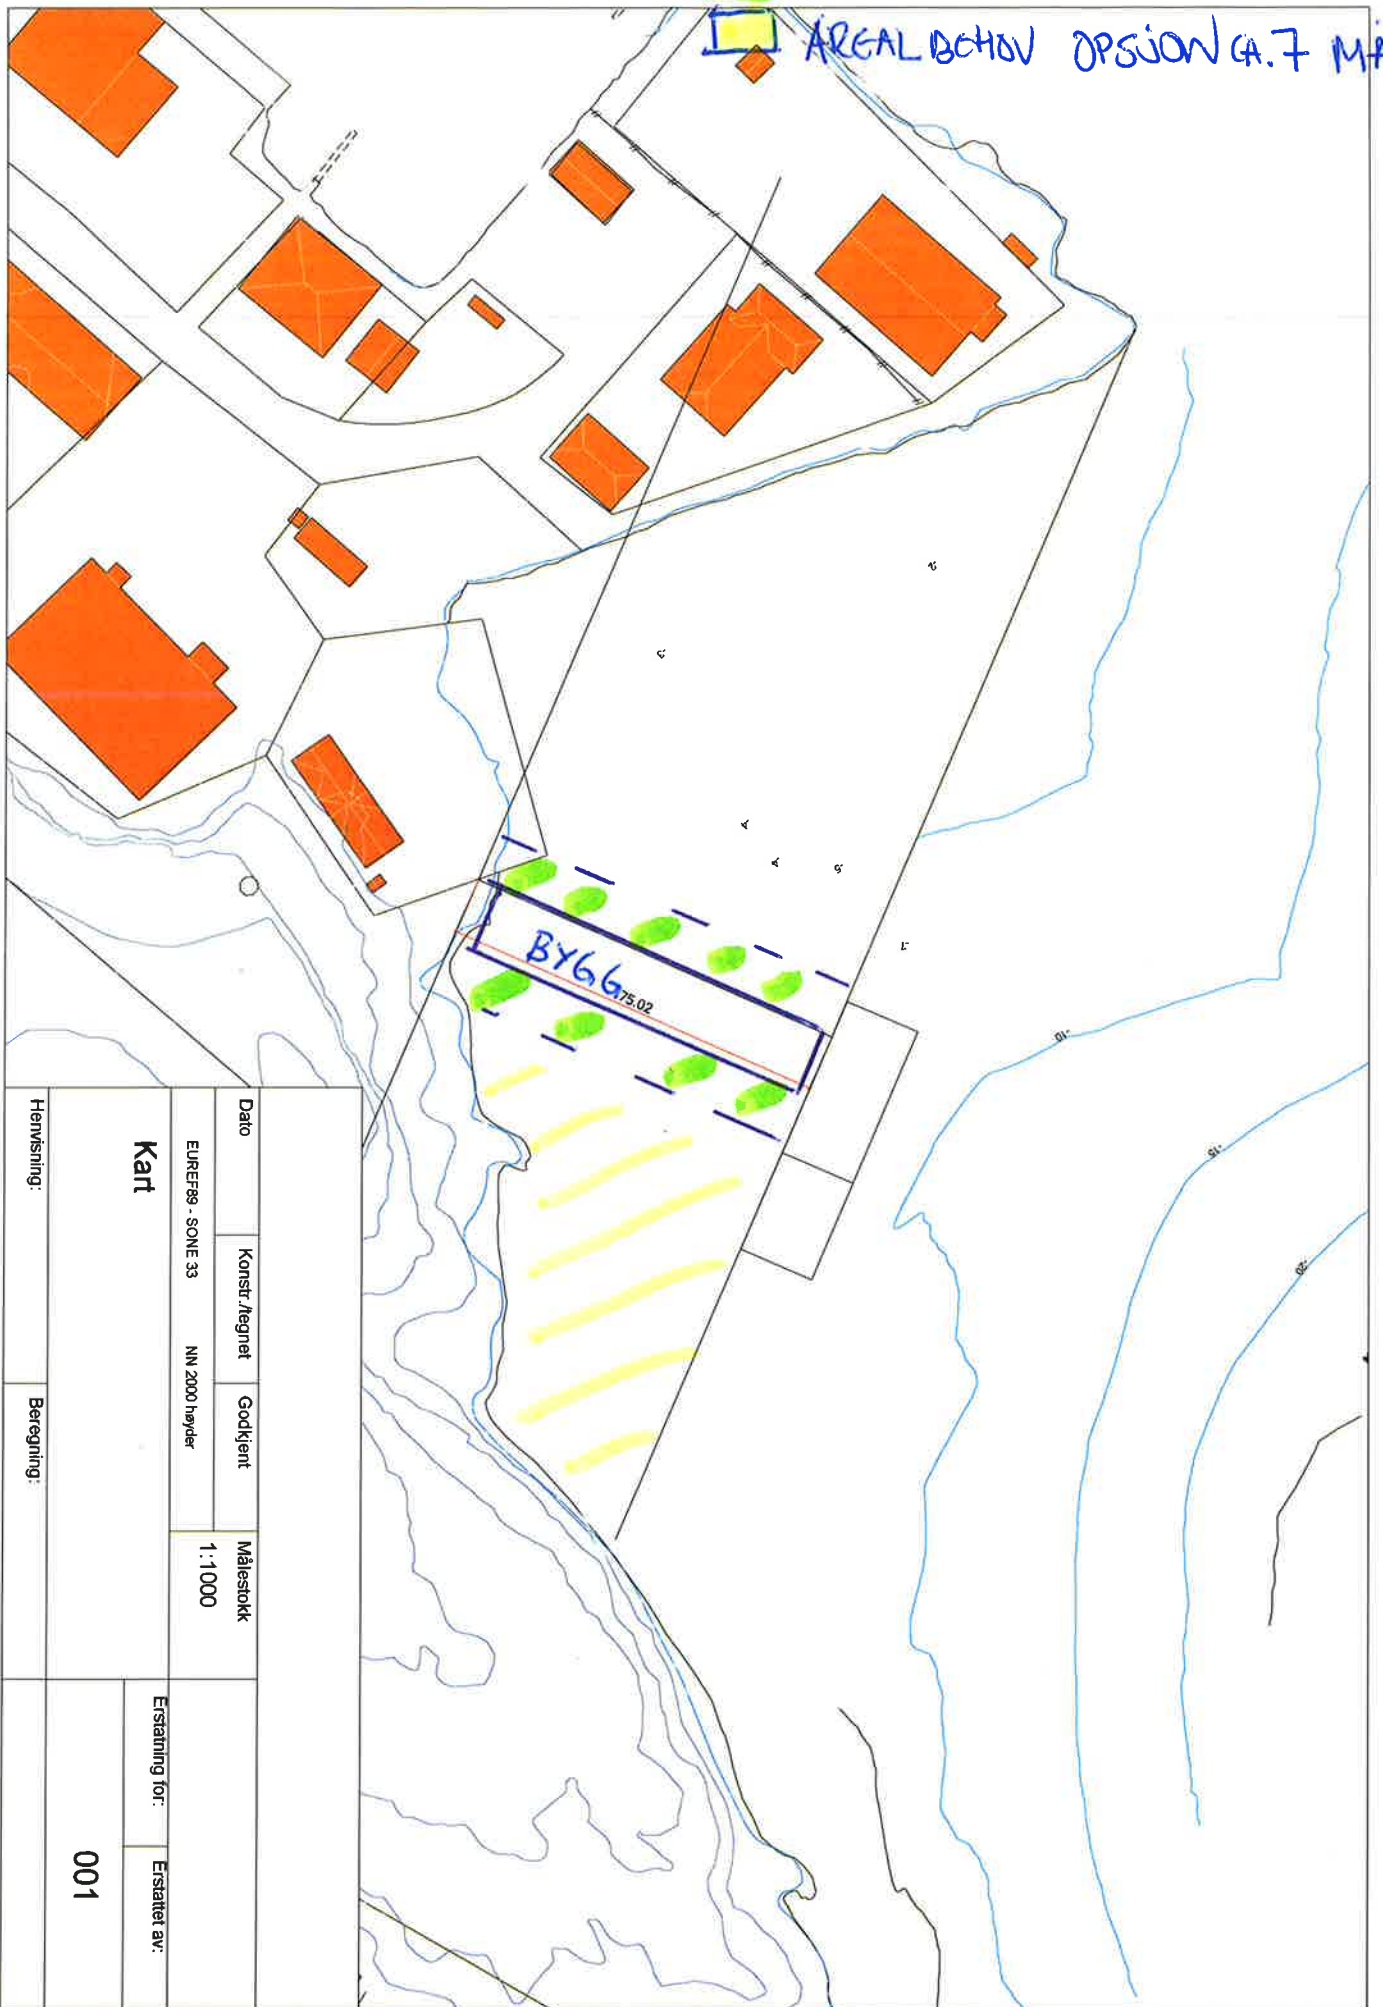 AREAL BEHOV OPSJON CA. 7
BYGG
75.02
-10
-15
-20
Dato
Konstr./tegnet
Godkjent
Målestokk
1:1000
EUREF89 - SONE 33
NN 2000 høyder
Kart
Erstatning for:
Erstattet av:
001
Henvisning:
Beregning: